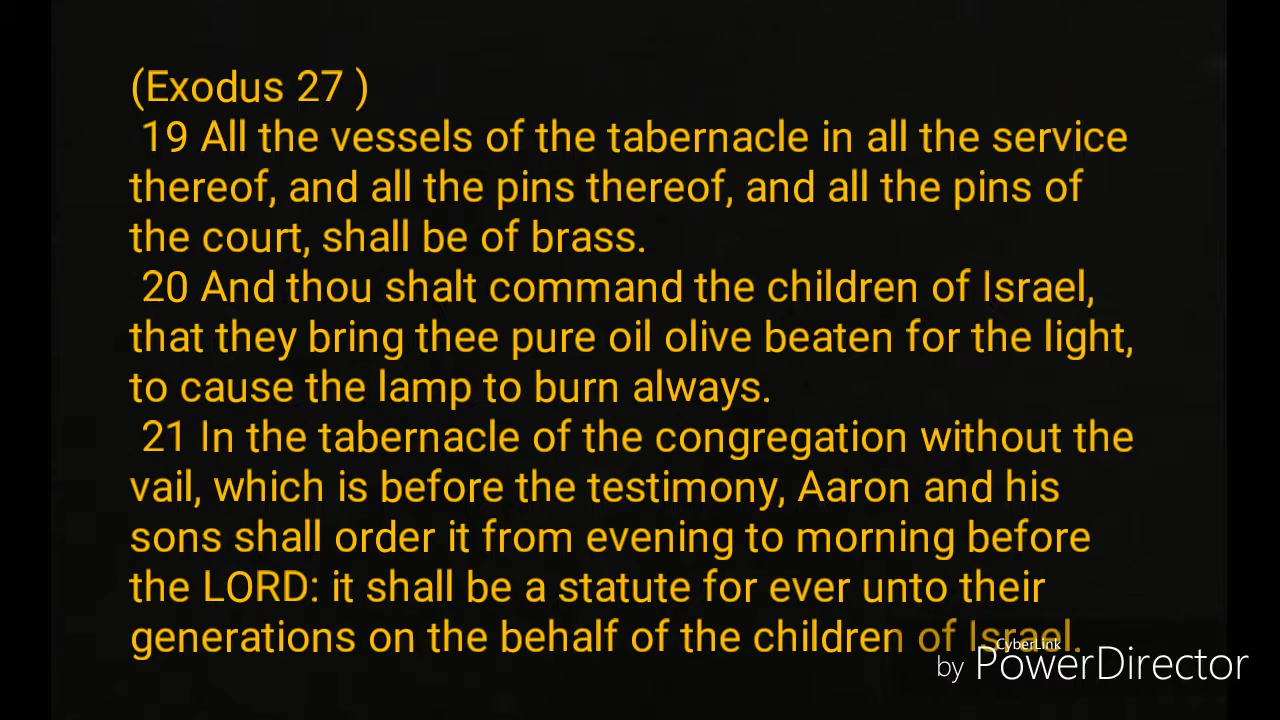 (Exodus 27 )
19 All the vessels of the tabernacle in all the service
thereof, and all the pins thereof, and all the pins of
the court, shall be of brass.
20 And thou shalt command the children of Israel,
that they bring thee pure oil olive beaten for the light,
to cause the lamp to burn always.
21 In the tabernacle of the congregation without the
vail, which is before the testimony, Aaron and his
sons shall order it from evening to morning before
the LORD: it shall be a statute for ever unto their
generations on the behalf of the children of Israel.
CyberLink
by PowerDirector